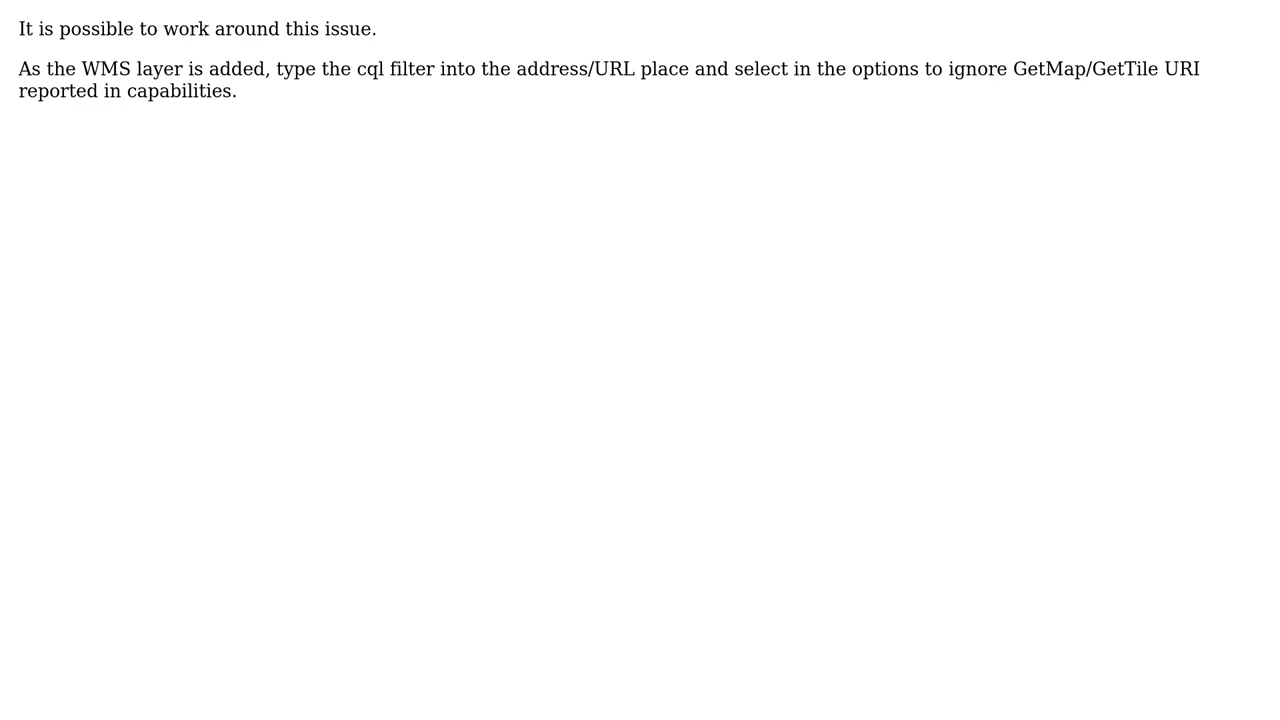 It is possible to work around this issue.
As the WMS layer is added, type the cql filter into the address/URL place and select in the options to ignore GetMap/GetTile URI
reported in capabilities.